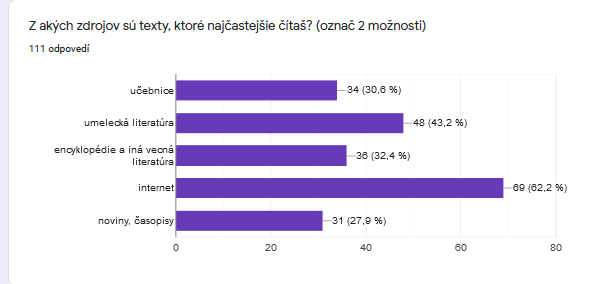 Z akých zdrojov sú texty, ktoré najčastejšie čítaš? (označ 2 možnosti)
111 odpovedí
učebnice
34 (30,6 %)
umelecká literatúra
48 (43,2 %)
encyklopédie a iná vecná
literatúra
36 (32,4 %)
internet
69 (62,2 %)
noviny, časopisy
31 (27,9 %)
0 20 40 60 80